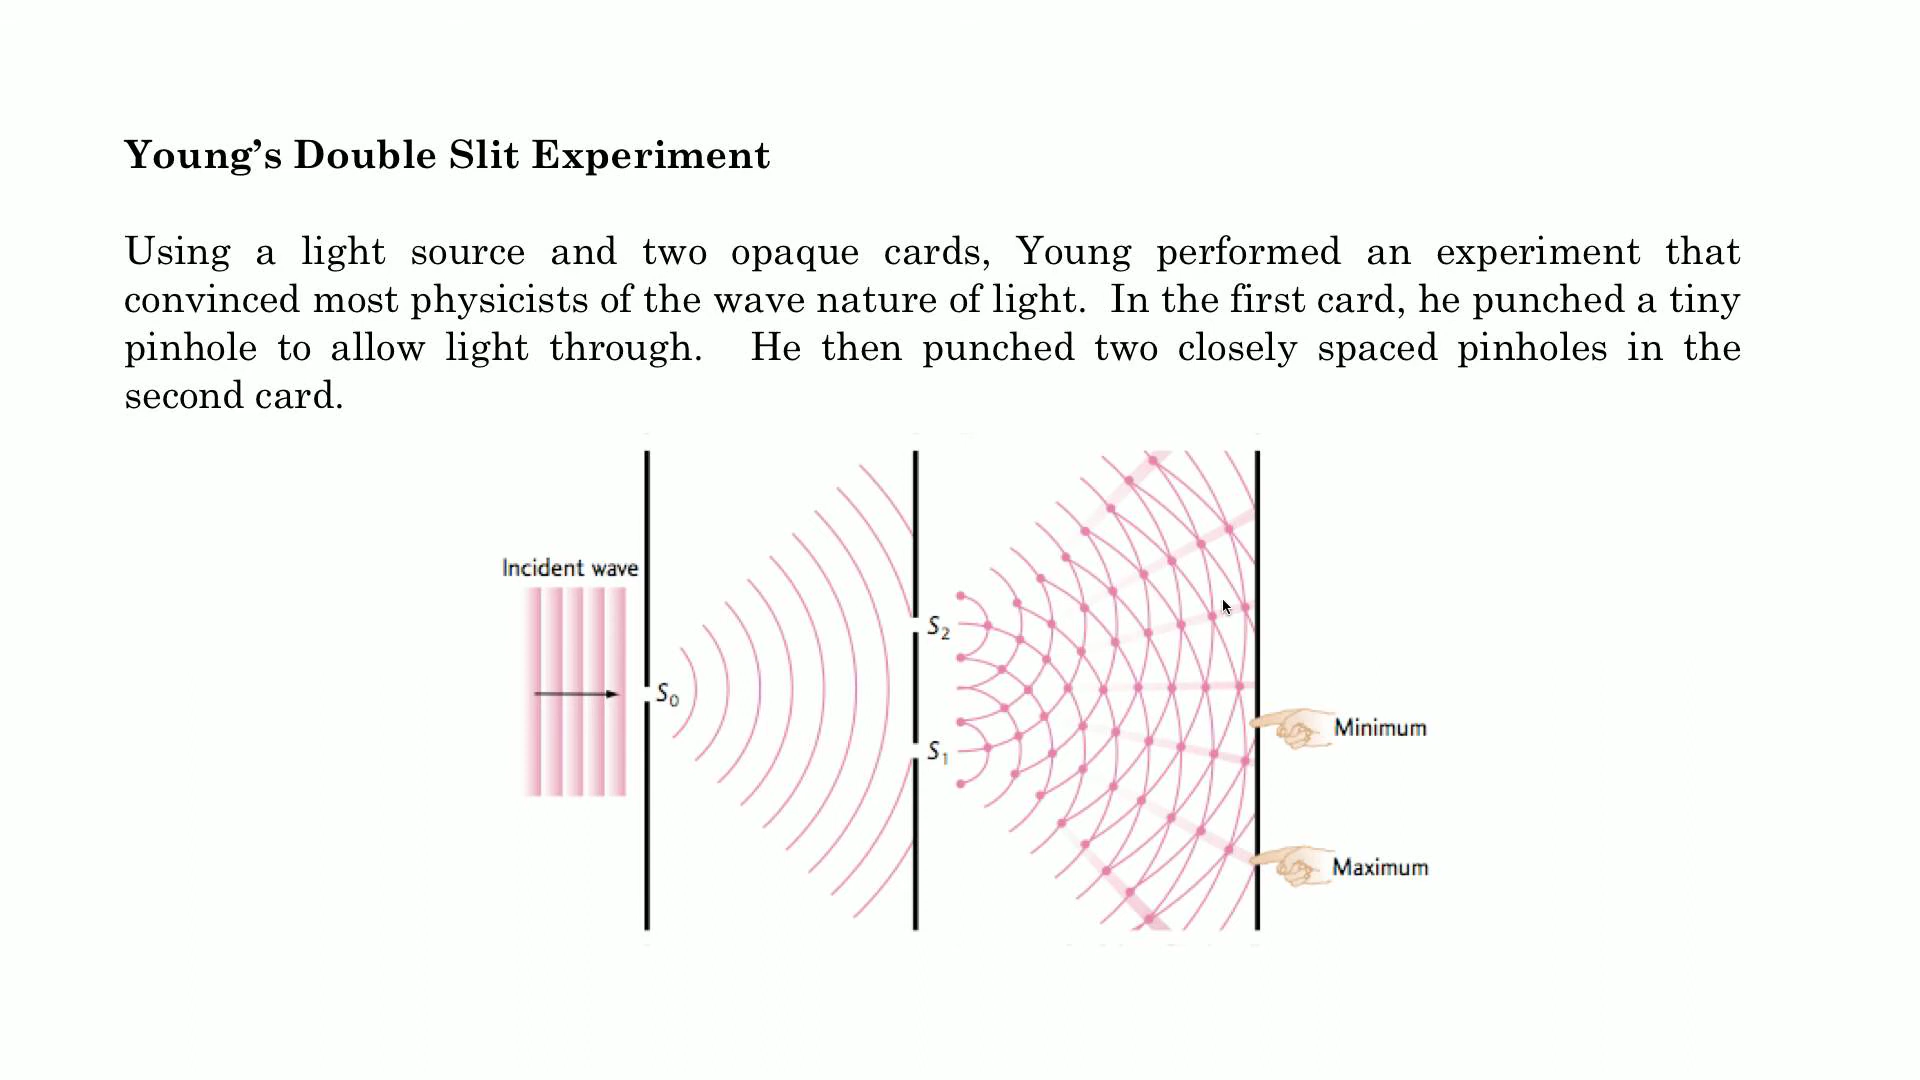 Young’s Double Slit Experiment
Using a light source and two opaque cards, Young performed an experiment that
convinced most physicists of the wave nature of light. In the first card, he punched a tiny
pinhole to allow light through. He then punched two closely spaced pinholes in the
second card.
Incident wave
S₂
S₀
Minimum
S₁
Maximum